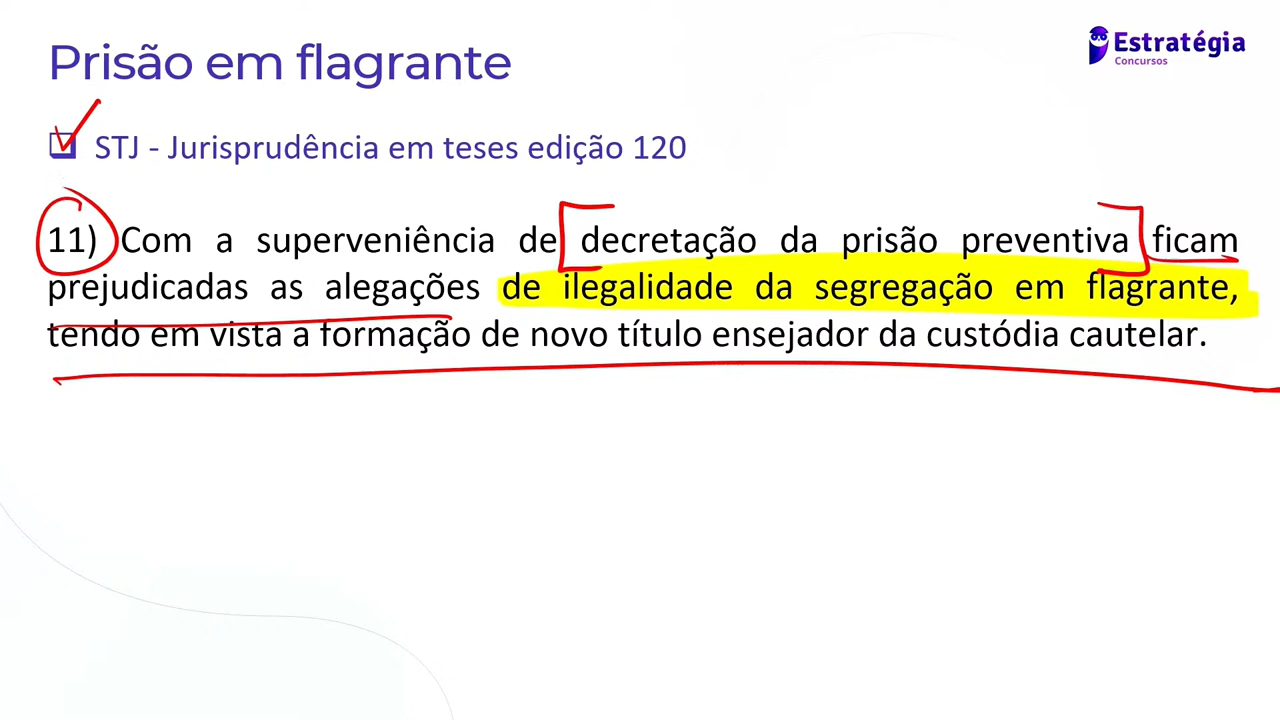 Prisão em flagrante
Estratégia
Concursos
STJ - Jurisprudência em teses edição 120
11) Com a superveniência de decretação da prisão preventiva ficam
prejudicadas as alegações de ilegalidade da segregação em flagrante,
tendo em vista a formação de novo título ensejador da custódia cautelar.